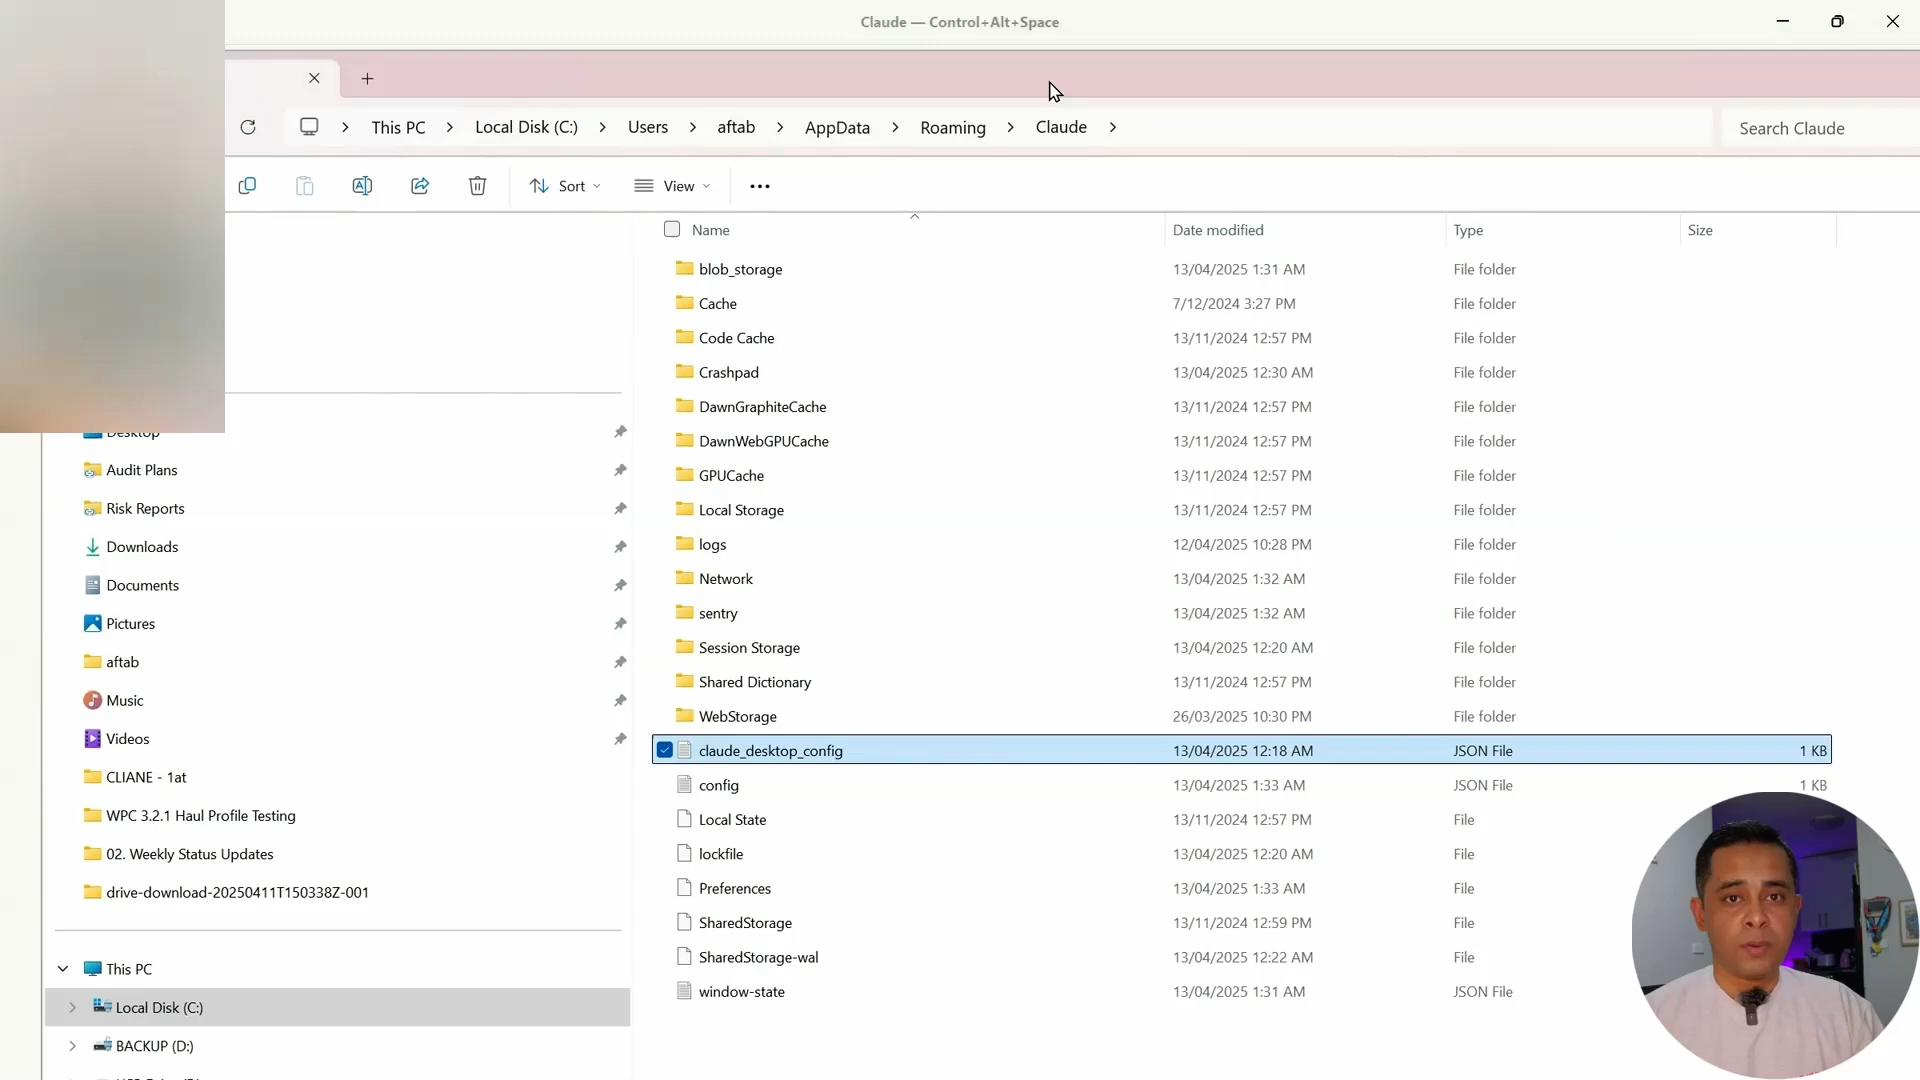 Claude — Control+Alt+Space
This PC > Local Disk (C:) > Users > aftab > AppData > Roaming > Claude >
Search Claude
Sort
View
Name
Date modified
Type
Size
blob_storage 13/04/2025 1:31 AM File folder
Cache 7/12/2024 3:27 PM File folder
Code Cache 13/11/2024 12:57 PM File folder
Crashpad 13/04/2025 12:30 AM File folder
DawnGraphiteCache 13/11/2024 12:57 PM File folder
DawnWebGPUCache 13/11/2024 12:57 PM File folder
GPUCache 13/11/2024 12:57 PM File folder
Local Storage 13/11/2024 12:57 PM File folder
logs 12/04/2025 10:28 PM File folder
Network 13/04/2025 1:32 AM File folder
sentry 13/04/2025 1:32 AM File folder
Session Storage 13/04/2025 12:20 AM File folder
Shared Dictionary 13/11/2024 12:57 PM File folder
WebStorage 26/03/2025 10:30 PM File folder
claude_desktop_config 13/04/2025 12:18 AM JSON File 1 KB
config 13/04/2025 1:33 AM JSON File 1 KB
Local State 13/11/2024 12:57 PM File
lockfile 13/04/2025 12:20 AM File
Preferences 13/04/2025 1:33 AM File
SharedStorage 13/11/2024 12:59 PM File
SharedStorage-wal 13/04/2025 12:22 AM File
window-state 13/04/2025 1:31 AM JSON File
Desktop
Audit Plans
Risk Reports
Downloads
Documents
Pictures
aftab
Music
Videos
CLIANE - 1at
WPC 3.2.1 Haul Profile Testing
02. Weekly Status Updates
drive-download-20250411T150338Z-001
This PC
Local Disk (C:)
BACKUP (D:)